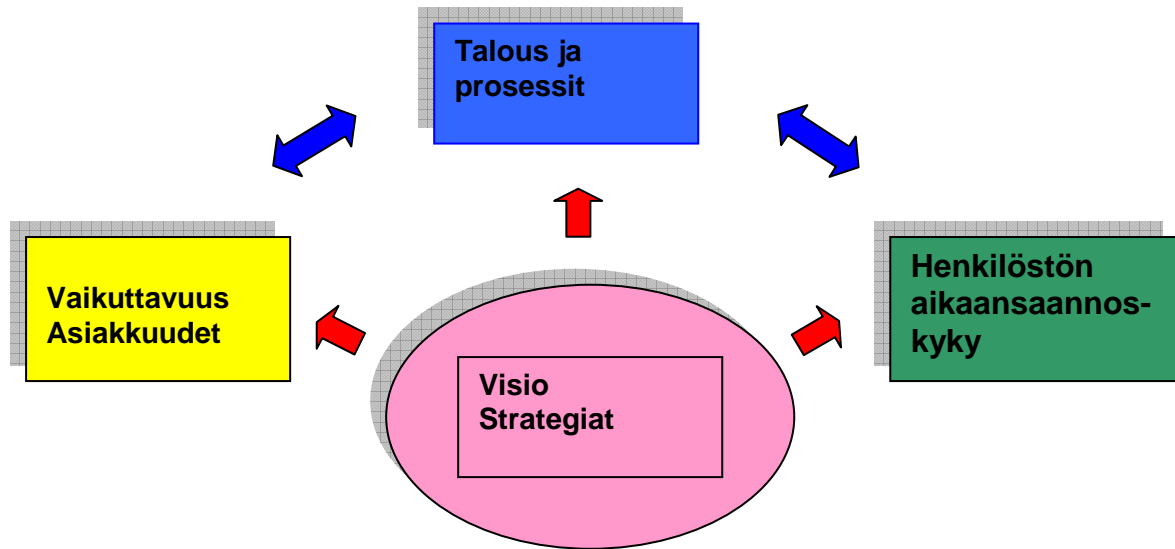 Talous ja
prosessit
Vaikuttavuus
Asiakkuudet
Henkilöstön
aikaansaannos-
kyky
Visio
Strategiat